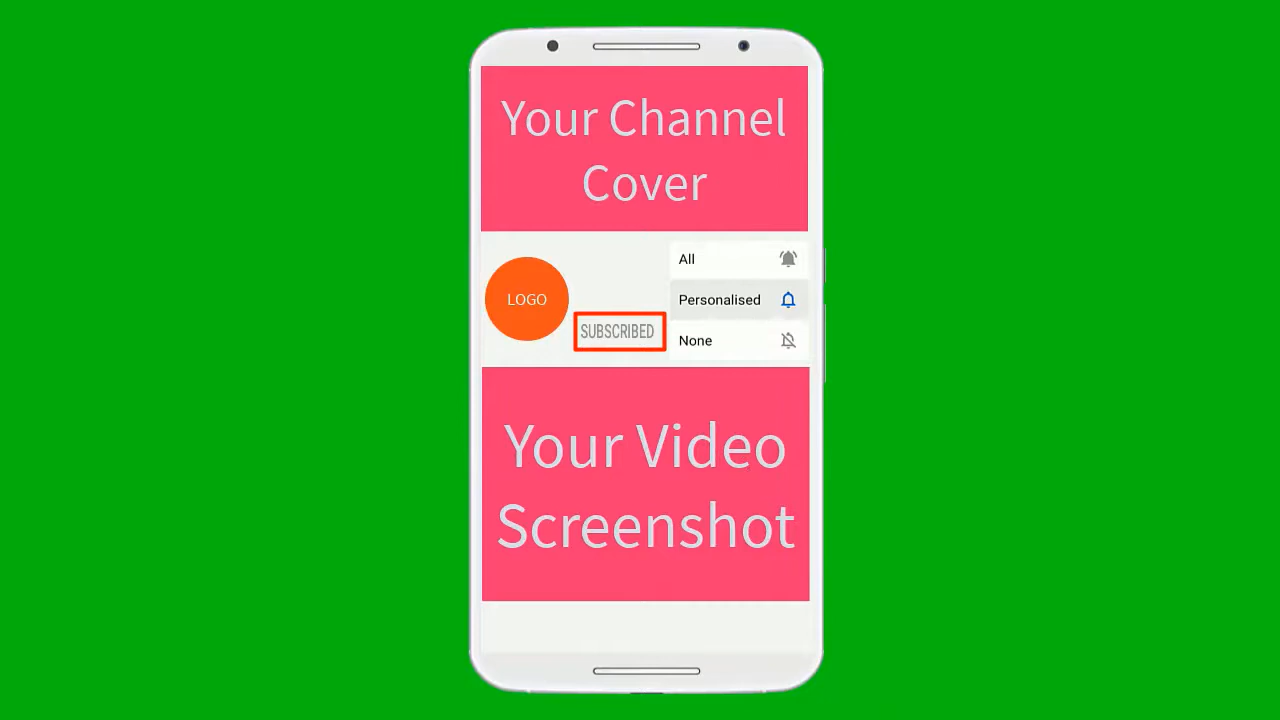 Your Channel
Cover
LOGO
SUBSCRIBED
All
Personalised
None
Your Video
Screenshot